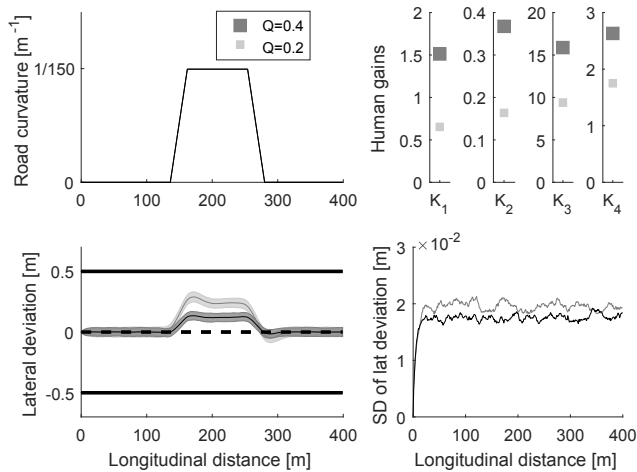 Road curvature [m⁻¹]
1/150
0
0 100 200 300 400
Q=0.4
Q=0.2
Human gains
2
1.5
1
0.5
0
K₁
0.4
0.3
0.2
0.1
0
K₂
20
15
10
5
0
K₃
3
2
1
0
K₄
Lateral deviation [m]
0.5
0
-0.5
0 100 200 300 400
Longitudinal distance [m]
SD of lat deviation [m]
×10⁻²
3
2
1
0
0 100 200 300 400
Longitudinal distance [m]